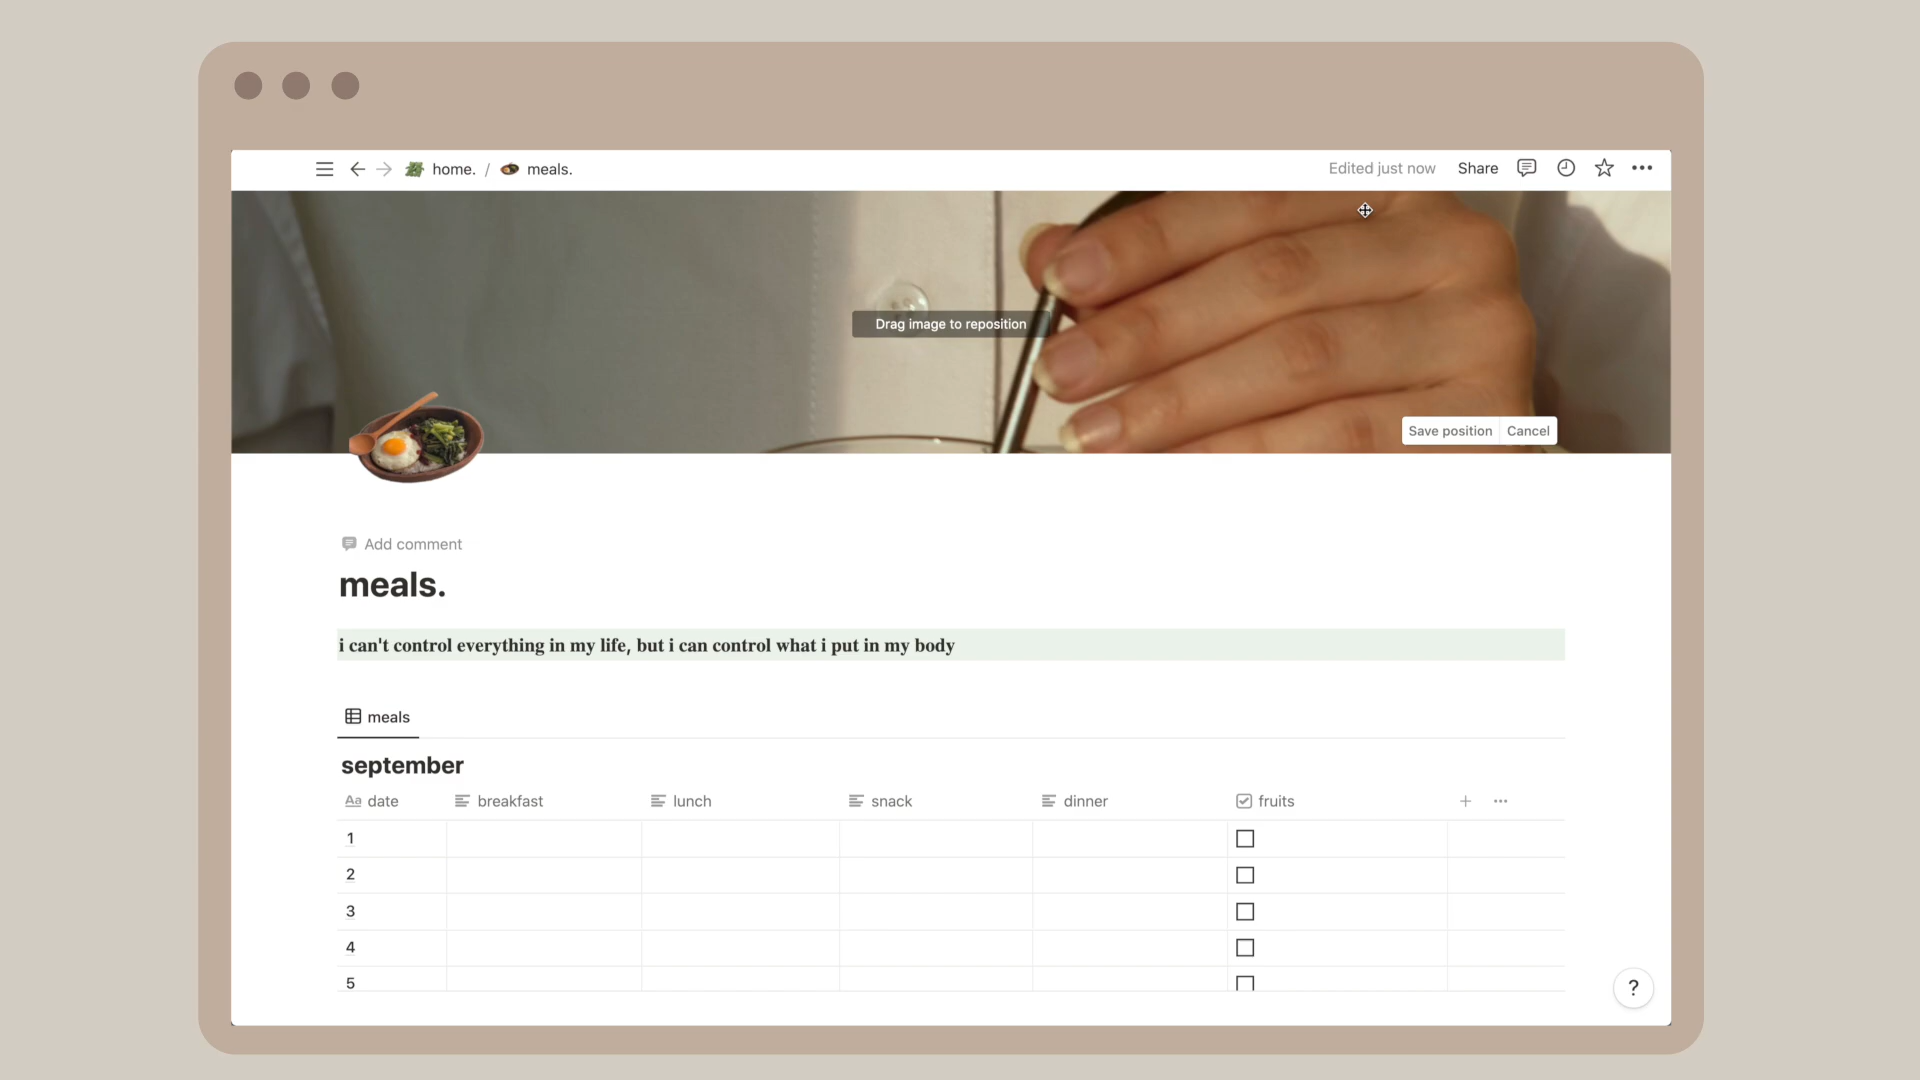 home. / meals.
Edited just now Share
Drag image to reposition
Save position Cancel
Add comment
meals.
i can't control everything in my life, but i can control what i put in my body
meals
september
Aa date breakfast lunch snack dinner fruits
1
2
3
4
5
?